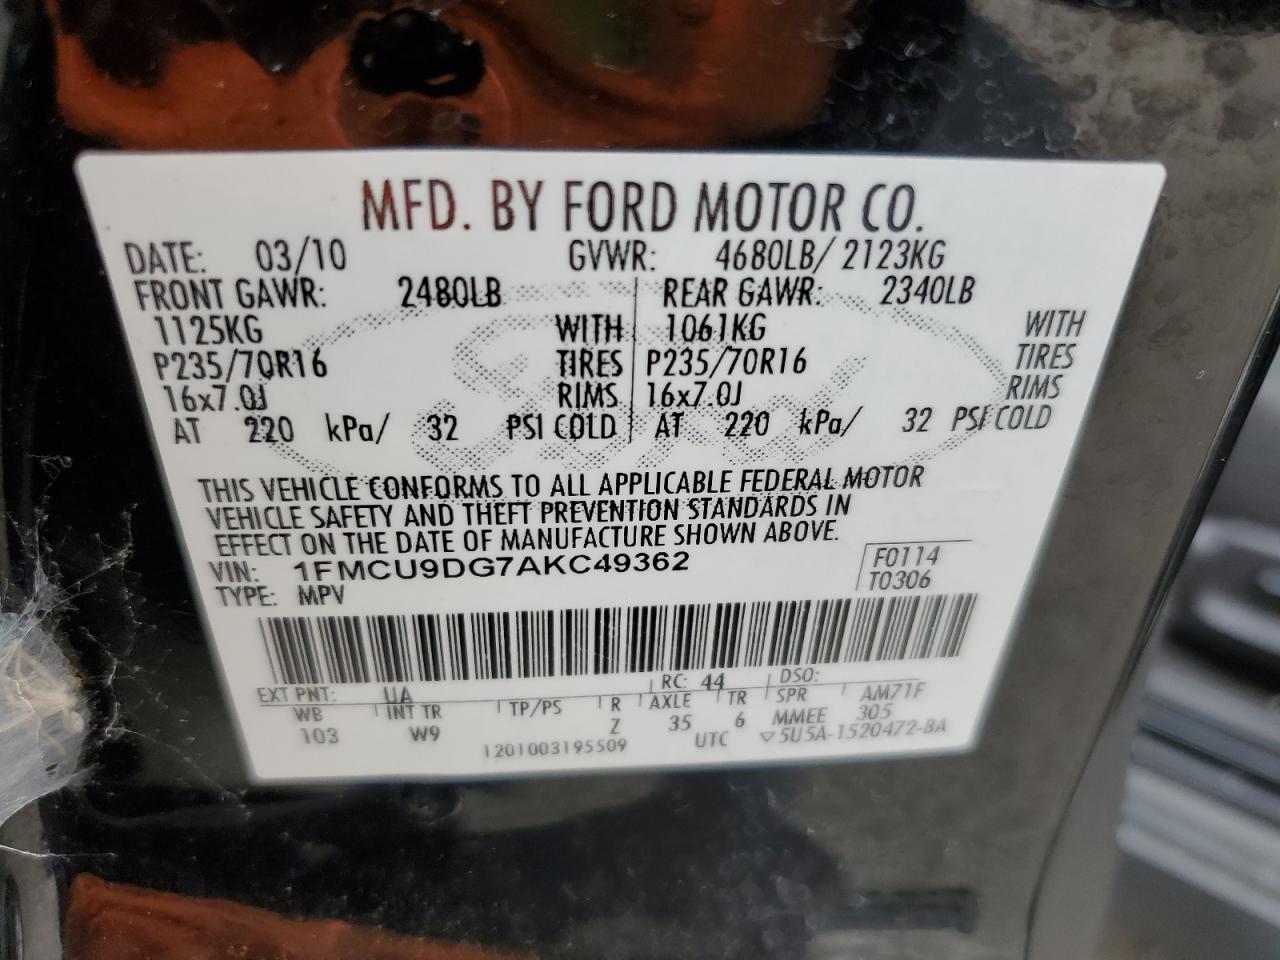 MFD. BY FORD MOTOR CO.
DATE: 03/10 GVWR: 4680LB/ 2123KG
FRONT GAWR: 2480LB REAR GAWR: 2340LB
1125KG WITH 1061KG WITH
P235/70R16 TIRES P235/70R16 TIRES
16x7.0J RIMS 16x7.0J RIMS
AT 220 kPa/ 32 PSI COLD AT 220 kPa/ 32 PSI COLD
THIS VEHICLE CONFORMS TO ALL APPLICABLE FEDERAL MOTOR
VEHICLE SAFETY AND THEFT PREVENTION STANDARDS IN
EFFECT ON THE DATE OF MANUFACTURE SHOWN ABOVE.
VIN: 1FMCU9DG7AKC49362 F0114
TYPE: MPV T0306
EXT PNT: UA RC: 44 DSO:
WB INT TR TP/PS R AXLE TR SPR AM71F
103 W9 Z 35 6 MMEE 305
1201003195509 UTC ▽5U5A-1520472-BA